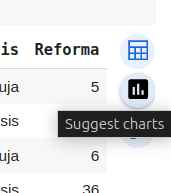 is Reforma
uja 5
sis
Suggest charts
uja 6
sis 36